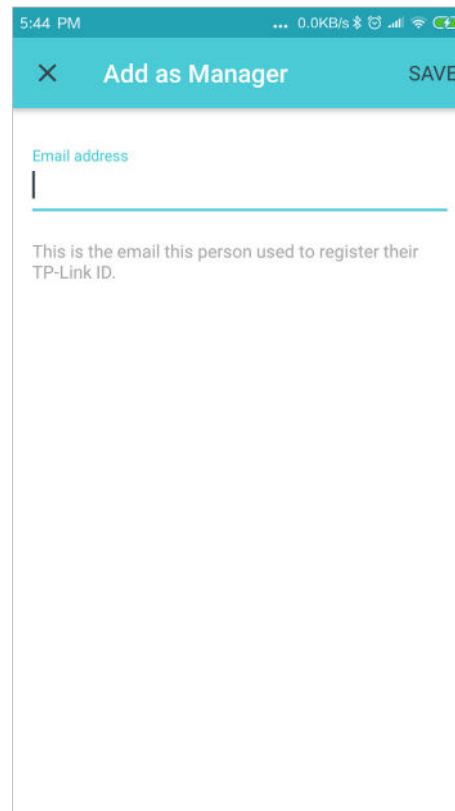 5:44 PM ... 0.0KB/s
Add as Manager SAVE
Email address
This is the email this person used to register their
TP-Link ID.